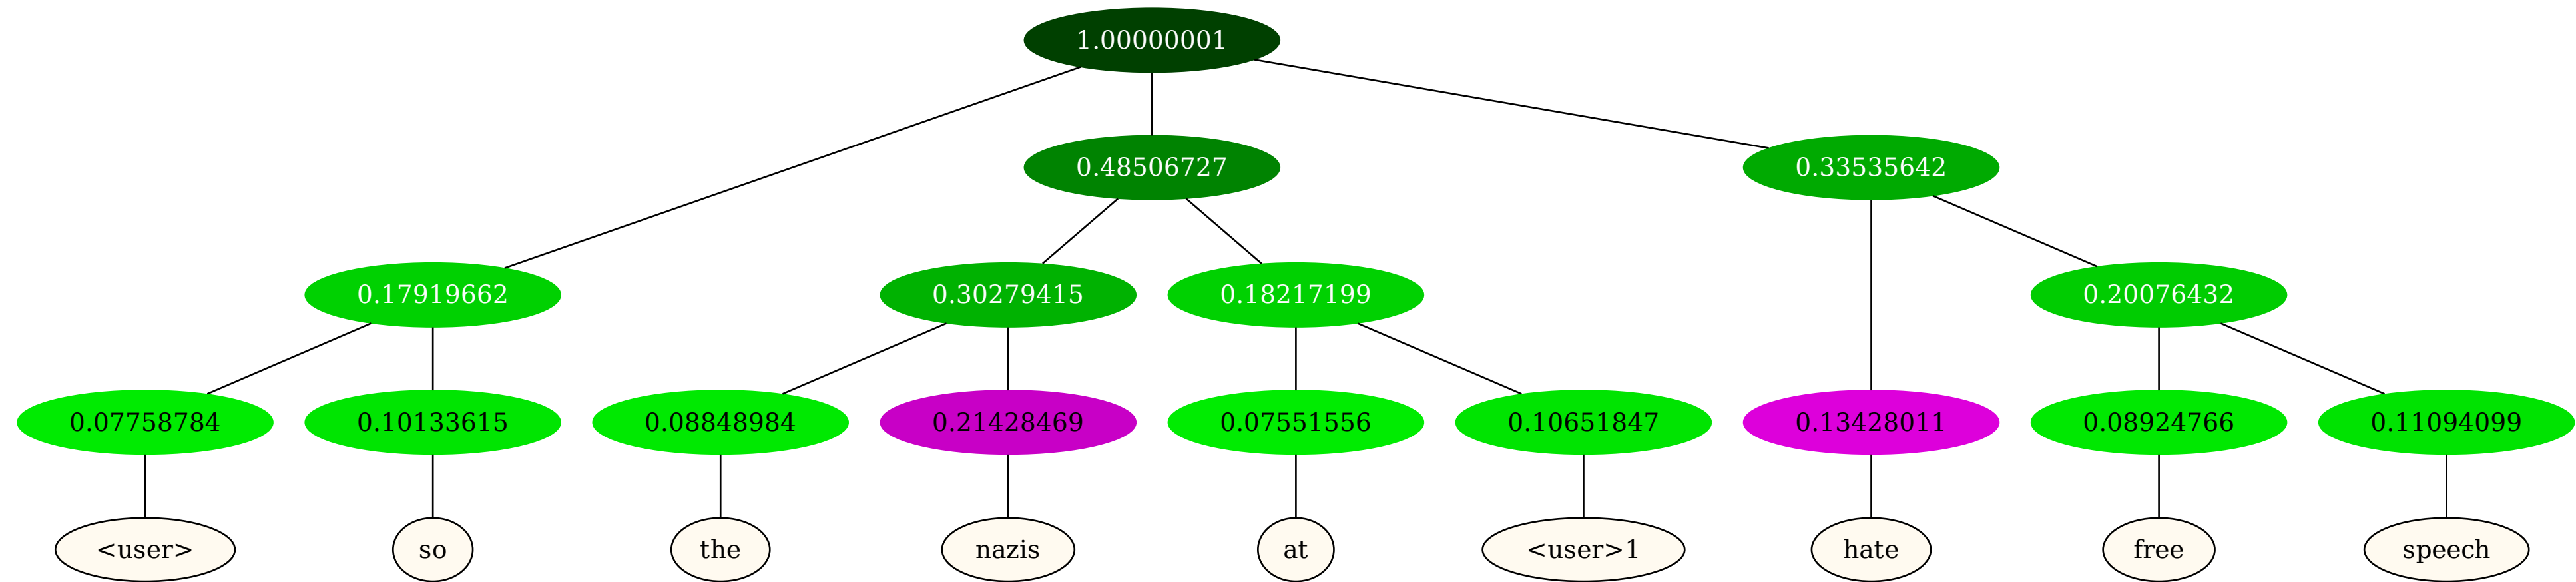 1.00000001
0.48506727 0.33535642
0.17919662 0.30279415 0.18217199 0.20076432
0.07758784 0.10133615 0.08848984 0.21428469 0.07551556 0.10651847 0.13428011 0.08924766 0.11094099
<user> so the nazis at <user>1 hate free speech